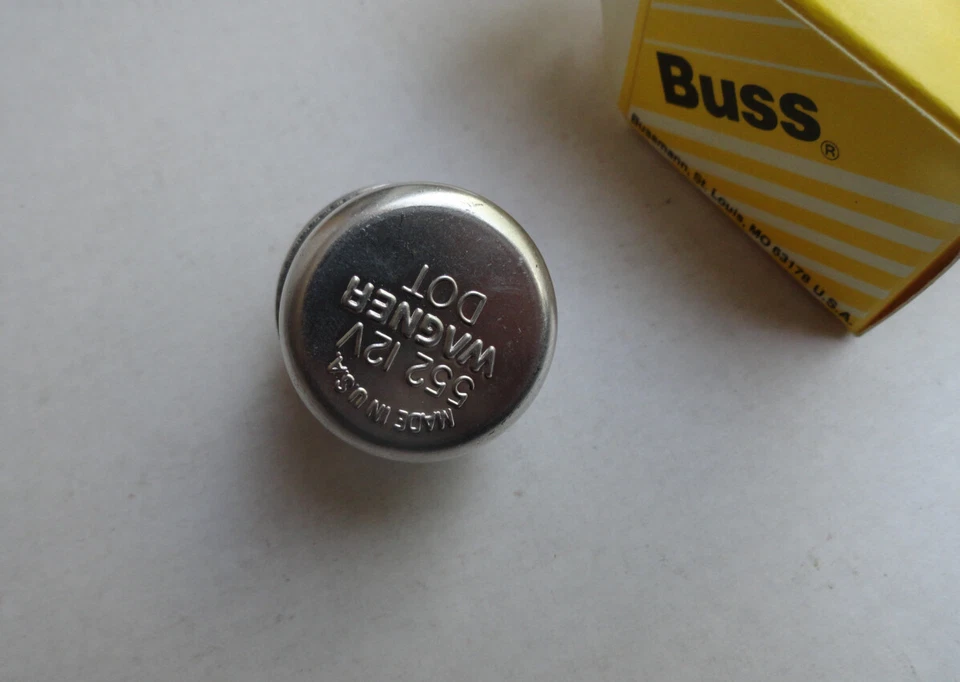 Buss®
Bussmann, St. Louis, MO 63178 U.S.A.
DOT
WAGNER
552 12V
MADE IN U.S.A.